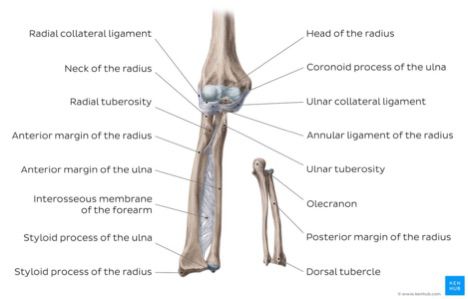 Radial collateral ligament
Neck of the radius
Radial tuberosity
Anterior margin of the radius
Anterior margin of the ulna
Interosseous membrane
of the forearm
Styloid process of the ulna
Styloid process of the radius
Head of the radius
Coronoid process of the ulna
Ulnar collateral ligament
Annular ligament of the radius
Ulnar tuberosity
Olecranon
Posterior margin of the radius
Dorsal tubercle
KEN
HUB
© www.kenhub.com